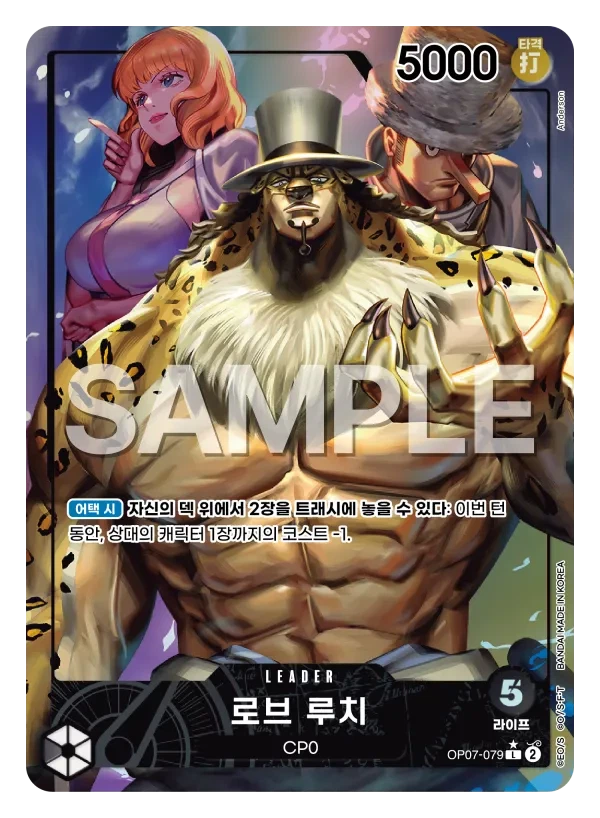 5000
타격
打
Anderson
SAMPLE
어택 시 자신의 덱 위에서 2장을 트래시에 놓을 수 있다: 이번 턴
동안, 상대의 캐릭터 1장까지의 코스트 -1.
LEADER
로브 루치
CP0
5
라이프
OP07-079 L 2
©EO/S ©O/S·F·T BANDAI MADE IN KOREA